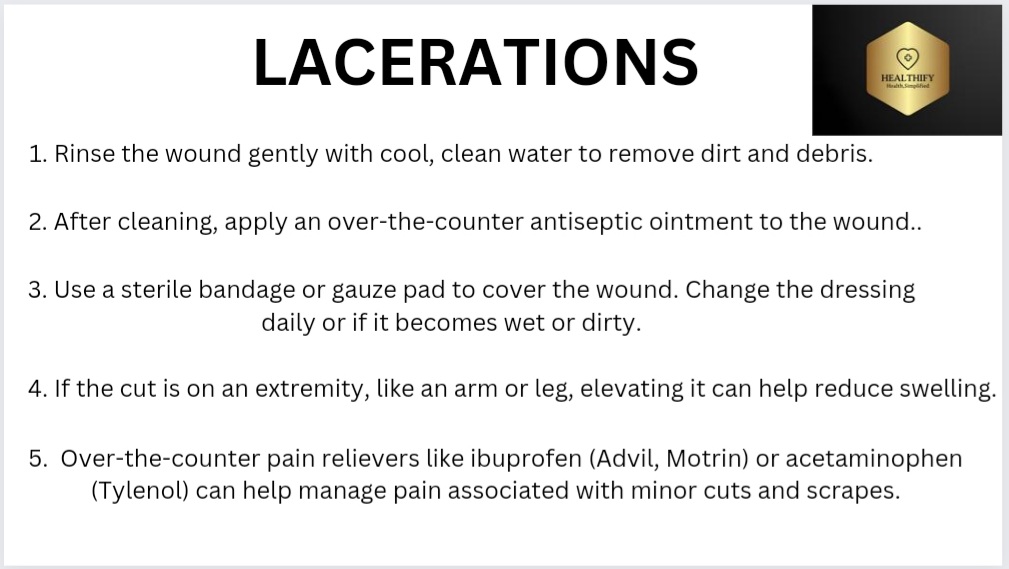 LACERATIONS
HEALTHIFY
Health,Simplified
1. Rinse the wound gently with cool, clean water to remove dirt and debris.
2. After cleaning, apply an over-the-counter antiseptic ointment to the wound..
3. Use a sterile bandage or gauze pad to cover the wound. Change the dressing
daily or if it becomes wet or dirty.
4. If the cut is on an extremity, like an arm or leg, elevating it can help reduce swelling.
5. Over-the-counter pain relievers like ibuprofen (Advil, Motrin) or acetaminophen
(Tylenol) can help manage pain associated with minor cuts and scrapes.